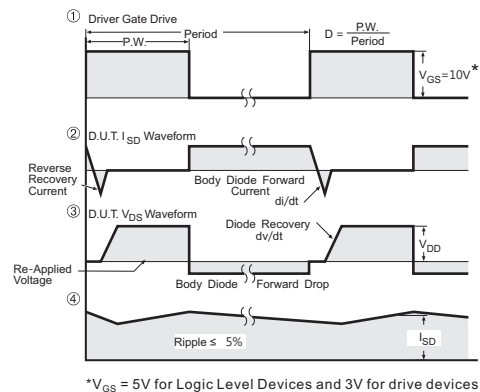 ① Driver Gate Drive
P.W.
Period
D = P.W.
Period
VGS=10V*
② D.U.T. ISD Waveform
Reverse
Recovery
Current
Body Diode Forward
Current
di/dt
③ D.U.T. VDS Waveform
Diode Recovery
dv/dt
VDD
Re-Applied
Voltage
Body Diode Forward Drop
④
Ripple ≤ 5%
ISD
*VGS = 5V for Logic Level Devices and 3V for drive devices